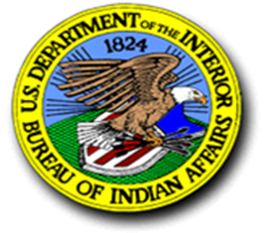 U.S. DEPARTMENT OF THE INTERIOR
1824
BUREAU OF INDIAN AFFAIRS